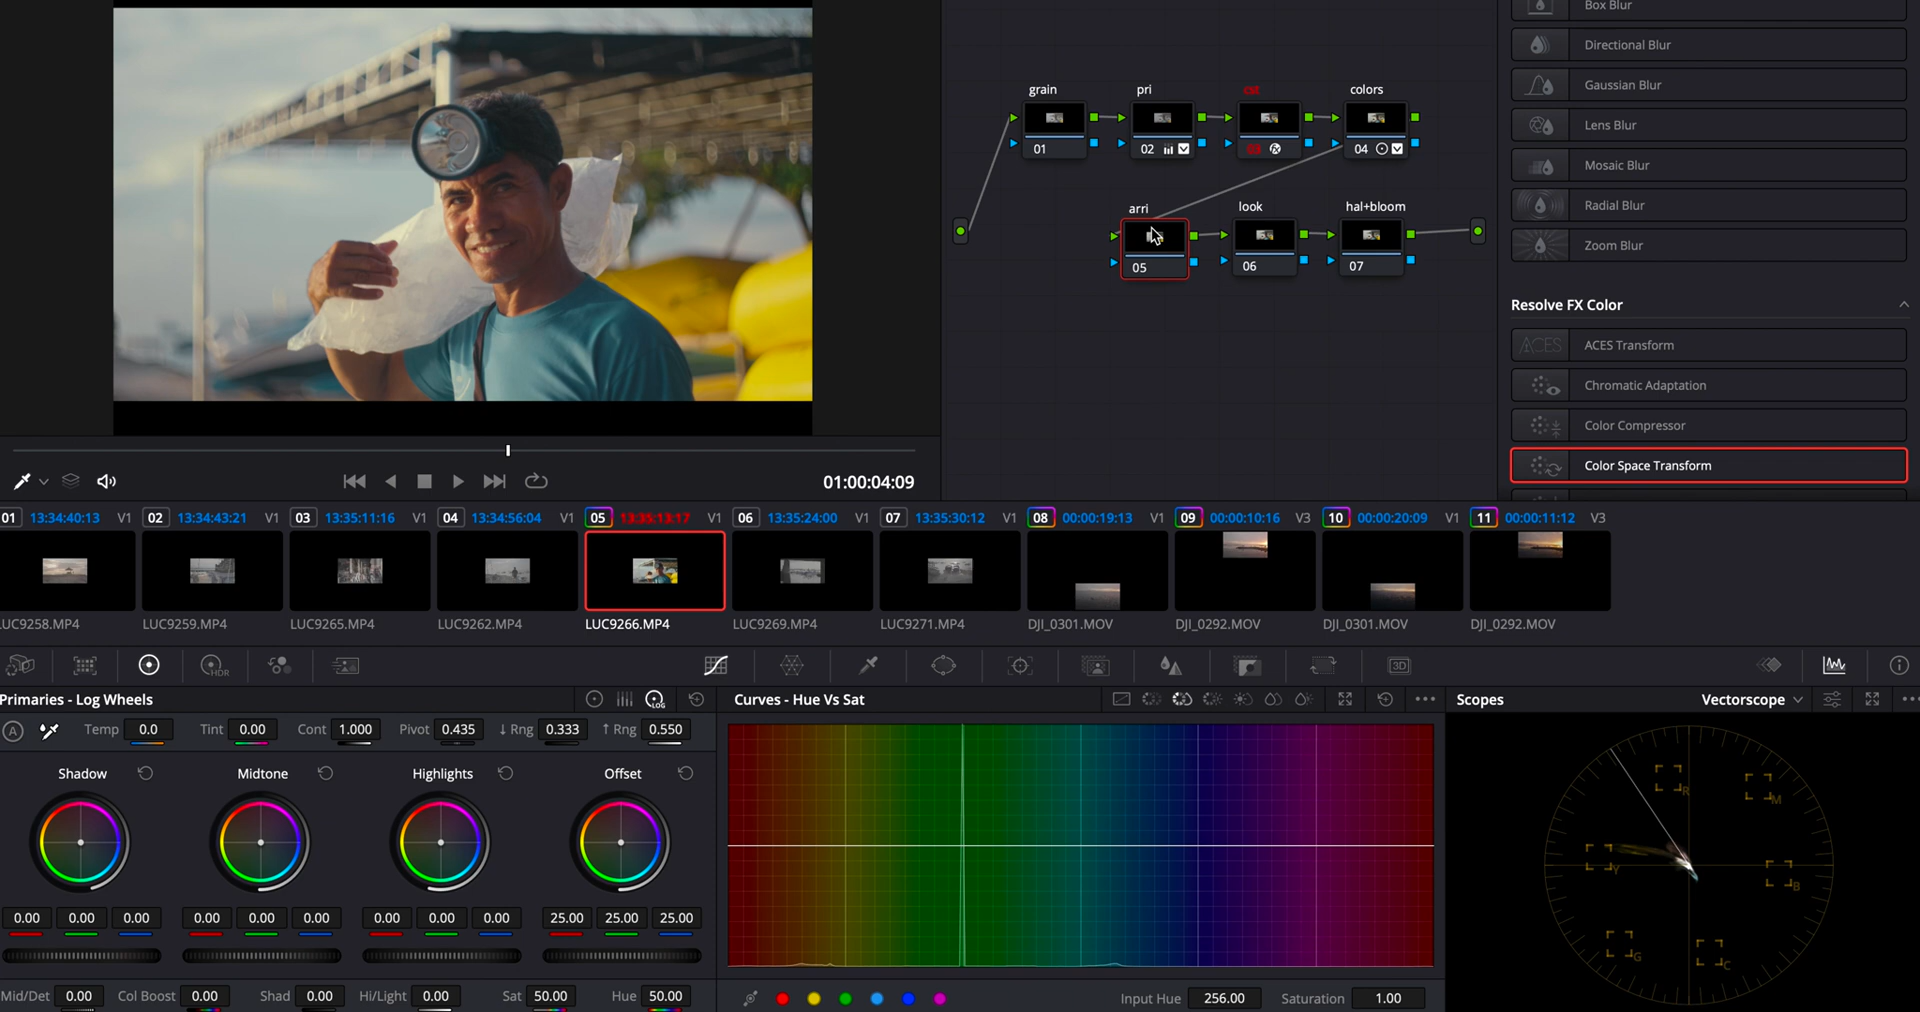 Box Blur
Directional Blur
Gaussian Blur
Lens Blur
Mosaic Blur
Radial Blur
Zoom Blur
Resolve FX Color
ACES Transform
Chromatic Adaptation
Color Compressor
Color Space Transform
grain pri cst colors
01 02 03 04
arri look hal+bloom
05 06 07
01:00:04:09
01 13:34:40:13 V1 02 13:34:43:21 V1 03 13:35:11:16 V1 04 13:34:56:04 V1 05 13:35:13:17 V1 06 13:35:24:00 V1 07 13:35:30:12 V1 08 00:00:19:13 V1 09 00:00:10:16 V3 10 00:00:20:09 V1 11 00:00:11:12 V3
LUC9258.MP4 LUC9259.MP4 LUC9265.MP4 LUC9262.MP4 LUC9266.MP4 LUC9269.MP4 LUC9271.MP4 DJI_0301.MOV DJI_0292.MOV DJI_0301.MOV DJI_0292.MOV
HDR 3D
Primaries - Log Wheels LOG
A Temp 0.0 Tint 0.00 Cont 1.000 Pivot 0.435 ↓ Rng 0.333 ↑ Rng 0.550
Shadow Midtone Highlights Offset
0.00 0.00 0.00 0.00 0.00 0.00 0.00 0.00 0.00 25.00 25.00 25.00
Mid/Det 0.00 Col Boost 0.00 Shad 0.00 Hi/Light 0.00 Sat 50.00 Hue 50.00
Curves - Hue Vs Sat
Input Hue 256.00 Saturation 1.00
Scopes Vectorscope
R
M
Y
B
G
C